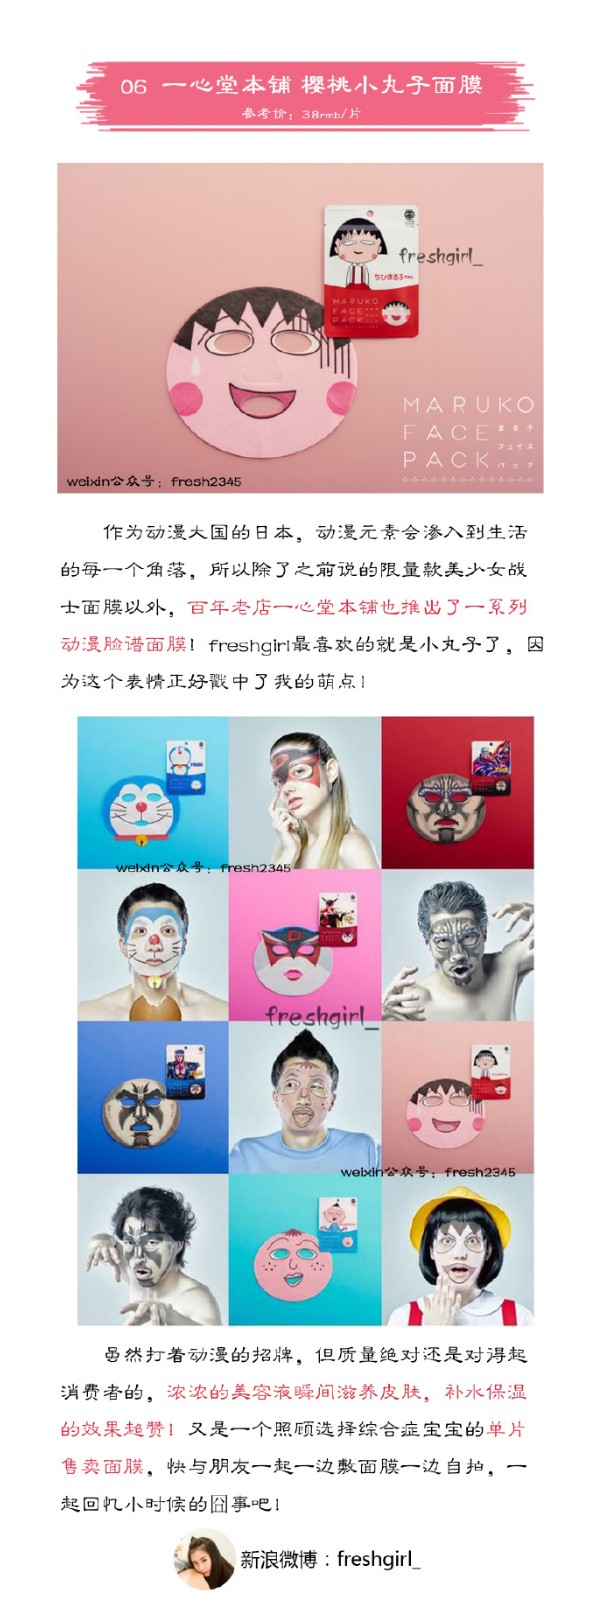 06 一心堂本铺 樱桃小丸子面膜
参考价：38rmb/片
freshgirl_
ちびまる子ちゃん
MARUKO
FACE
PACK
MARUKO まる子
FACE フェイス
PACK パック
weixin公众号：fresh2345
作为动漫大国的日本，动漫元素会渗入到生活
的每一个角落，所以除了之前说的限量款美少女战
士面膜以外，百年老店一心堂本铺也推出了一系列
动漫脸谱面膜！freshgirl最喜欢的就是小丸子了，因
为这个表情正好戳中了我的萌点！
weixin公众号：fresh2345
freshgirl_
weixin公众号：fresh2345
虽然打着动漫的招牌，但质量绝对还是对得起
消费者的，浓浓的美容液瞬间滋养皮肤，补水保湿
的效果超赞！又是一个照顾选择综合症宝宝的单片
售卖面膜，快与朋友一起一边敷面膜一边自拍，一
起回忆小时候的囧事吧！
新浪微博：freshgirl_